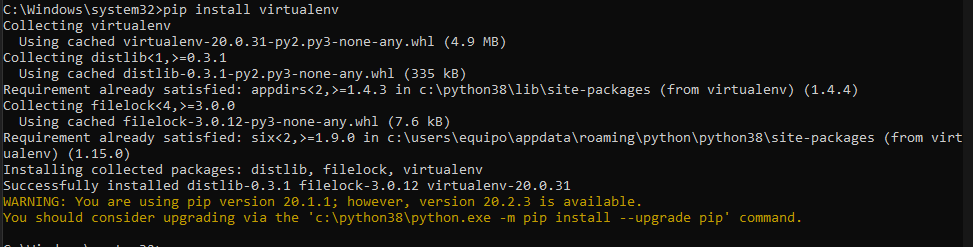 C:\Windows\system32>pip install virtualenv
Collecting virtualenv
  Using cached virtualenv-20.0.31-py2.py3-none-any.whl (4.9 MB)
Collecting distlib<1,>=0.3.1
  Using cached distlib-0.3.1-py2.py3-none-any.whl (335 kB)
Requirement already satisfied: appdirs<2,>=1.4.3 in c:\python38\lib\site-packages (from virtualenv) (1.4.4)
Collecting filelock<4,>=3.0.0
  Using cached filelock-3.0.12-py3-none-any.whl (7.6 kB)
Requirement already satisfied: six<2,>=1.9.0 in c:\users\equipo\appdata\roaming\python\python38\site-packages (from virt
ualenv) (1.15.0)
Installing collected packages: distlib, filelock, virtualenv
Successfully installed distlib-0.3.1 filelock-3.0.12 virtualenv-20.0.31
WARNING: You are using pip version 20.1.1; however, version 20.2.3 is available.
You should consider upgrading via the 'c:\python38\python.exe -m pip install --upgrade pip' command.